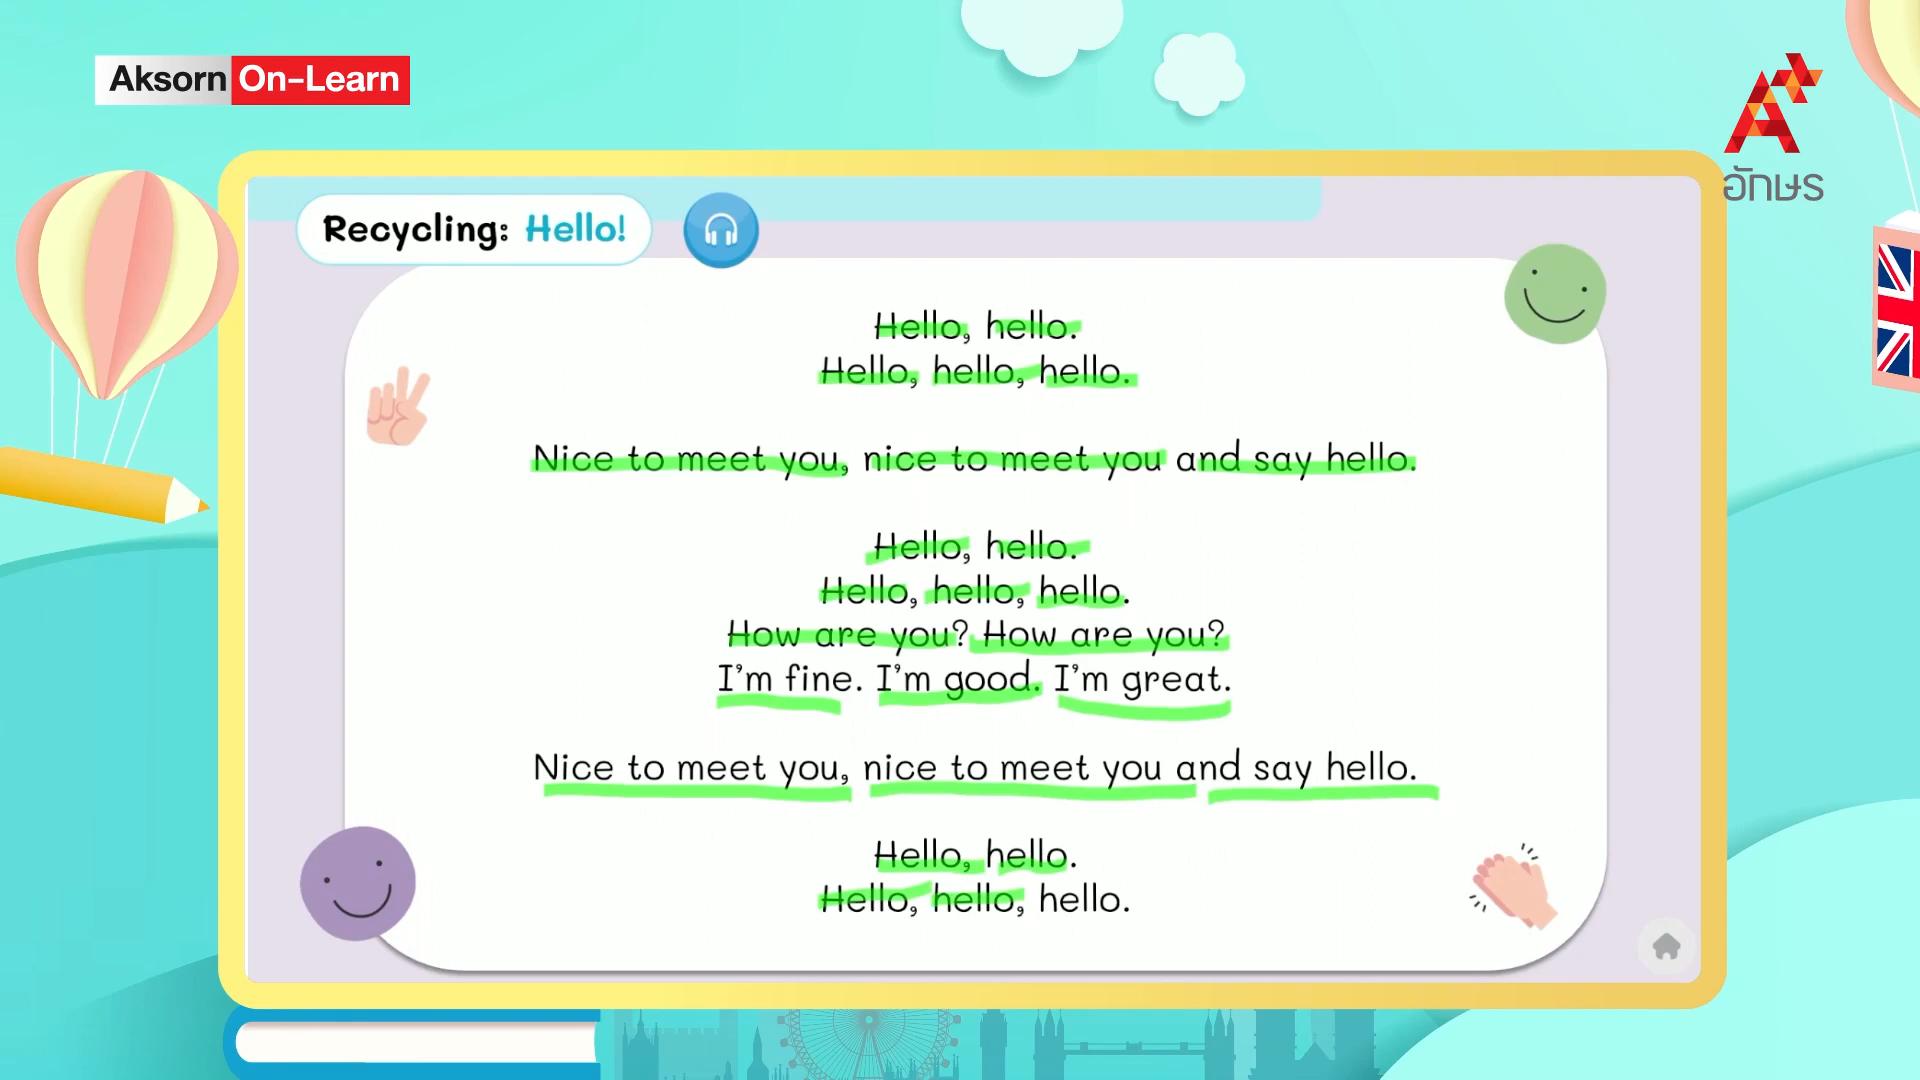 Aksorn On-Learn
อักษร
Recycling: Hello!
Hello, hello.
Hello, hello, hello.
Nice to meet you, nice to meet you and say hello.
Hello, hello.
Hello, hello, hello.
How are you? How are you?
I'm fine. I'm good. I'm great.
Nice to meet you, nice to meet you and say hello.
Hello, hello.
Hello, hello, hello.